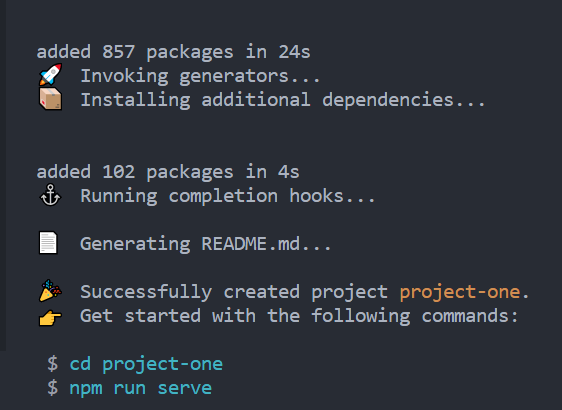 added 857 packages in 24s
🚀 Invoking generators...
📦 Installing additional dependencies...
added 102 packages in 4s
⚓ Running completion hooks...
📄 Generating README.md...
🎉 Successfully created project project-one.
👉 Get started with the following commands:
$ cd project-one
$ npm run serve